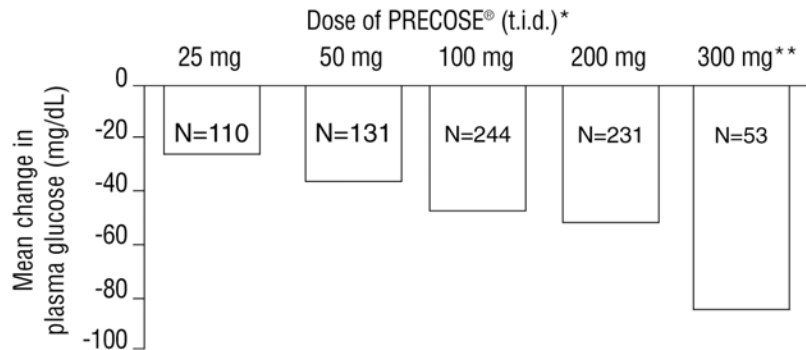 Dose of PRECOSE® (t.i.d.)*
25 mg 50 mg 100 mg 200 mg 300 mg**
Mean change in
plasma glucose (mg/dL)
0
-20
-40
-60
-80
-100
N=110 N=131 N=244 N=231 N=53